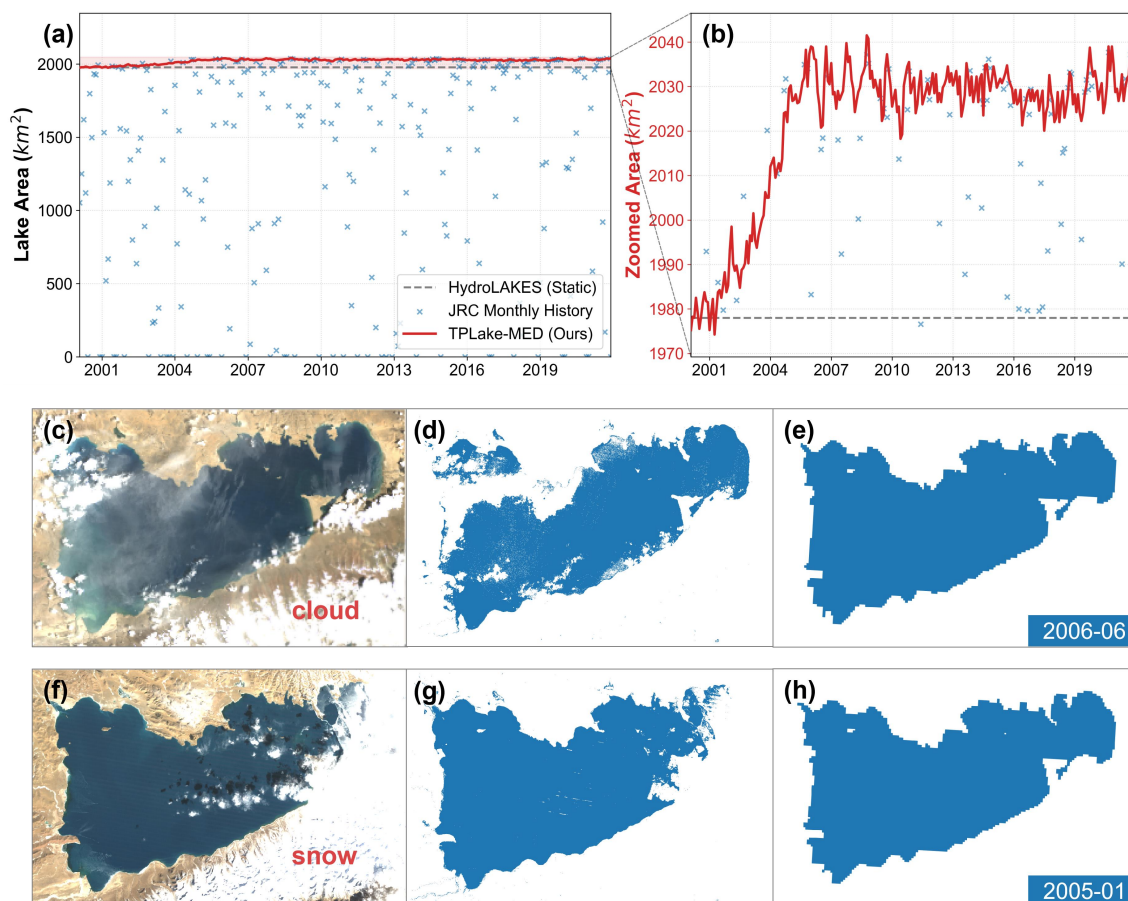 (a)
Lake Area (km²)
2000
1500
1000
500
0
2001 2004 2007 2010 2013 2016 2019
HydroLAKES (Static)
JRC Monthly History
TPLake-MED (Ours)
(b)
Zoomed Area (km²)
2040
2030
2020
2010
2000
1990
1980
1970
2001 2004 2007 2010 2013 2016 2019
(c)
cloud
(d)
(e)
2006-06
(f)
snow
(g)
(h)
2005-01